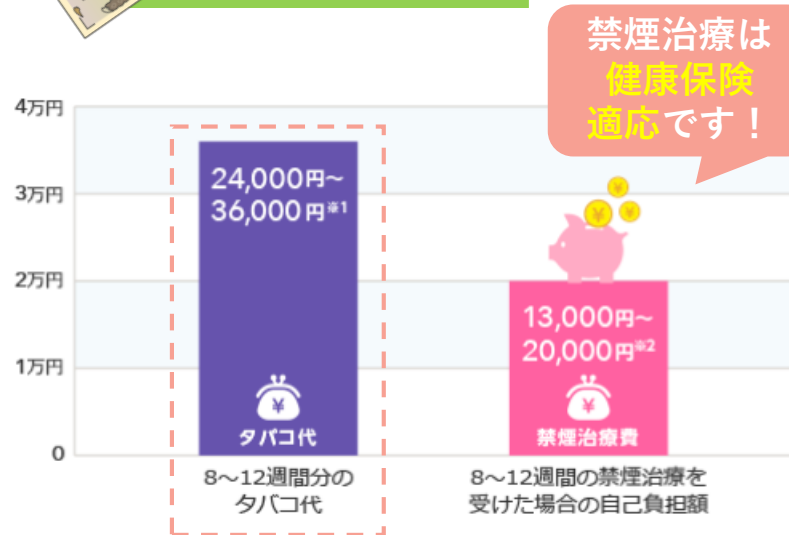 禁煙治療は
健康保険
適応です！
4万円
3万円
2万円
1万円
0
24,000円～
36,000円※1
¥
タバコ代
8～12週間分の
タバコ代
¥
¥
¥
13,000円～
20,000円※2
¥
禁煙治療費
8～12週間の禁煙治療を
受けた場合の自己負担額